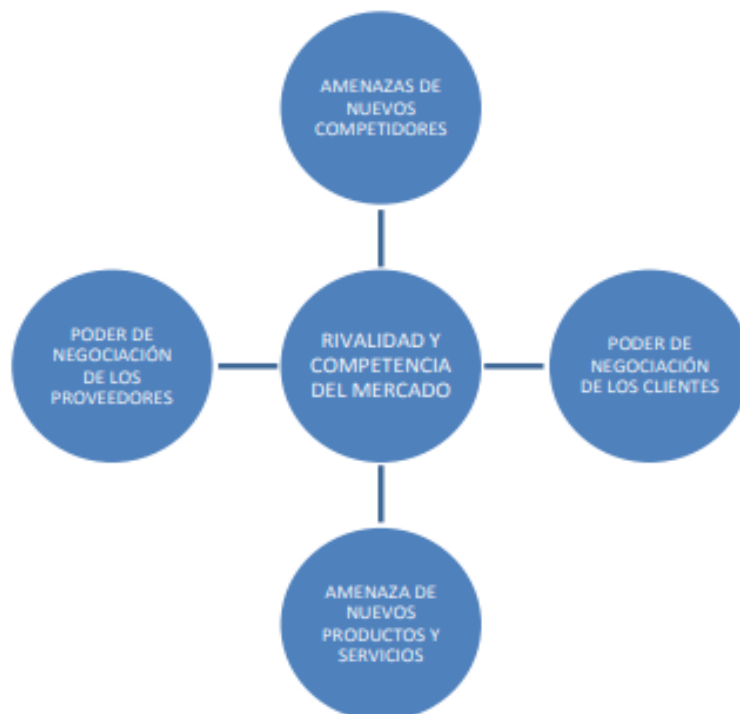 AMENAZAS DE
NUEVOS
COMPETIDORES
PODER DE
NEGOCIACIÓN
DE LOS
PROVEEDORES
RIVALIDAD Y
COMPETENCIA
DEL MERCADO
PODER DE
NEGOCIACIÓN
DE LOS CLIENTES
AMENAZA DE
NUEVOS
PRODUCTOS Y
SERVICIOS